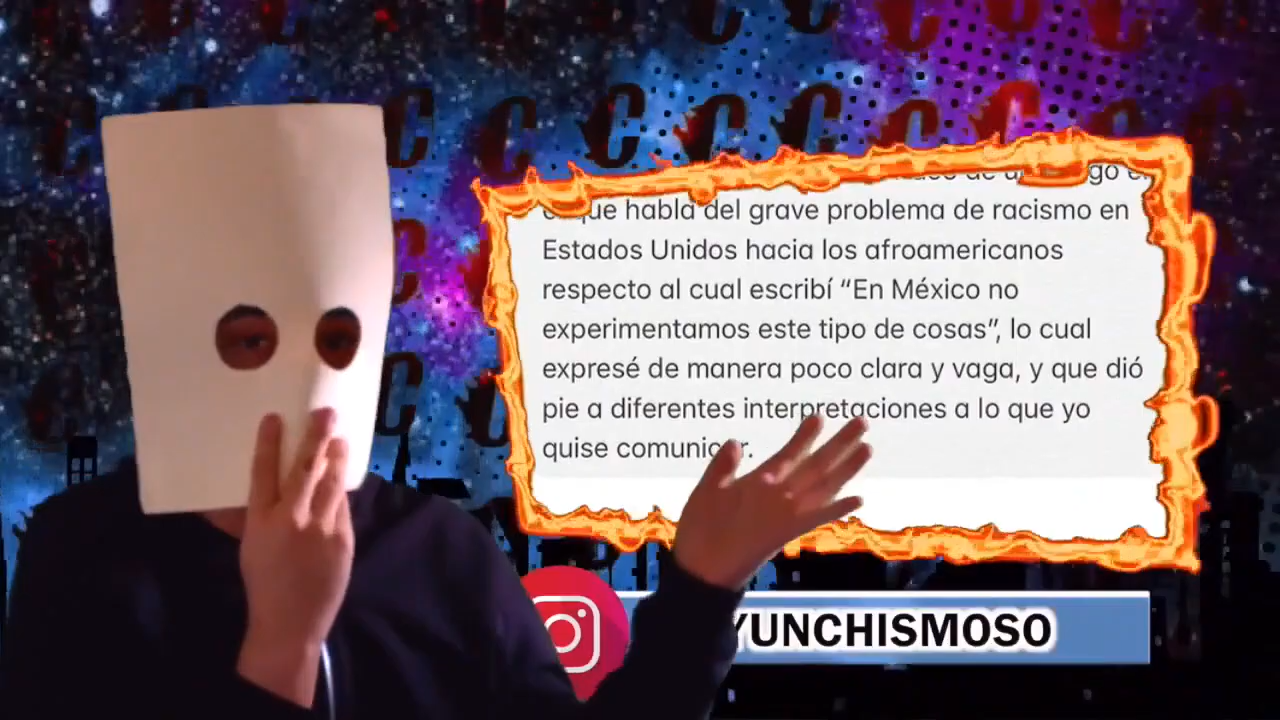 que habla del grave problema de racismo en
Estados Unidos hacia los afroamericanos
respecto al cual escribí “En México no
experimentamos este tipo de cosas”, lo cual
expresé de manera poco clara y vaga, y que dió
pie a diferentes interpretaciones a lo que yo
quise comunicar.
YUNCHISMOSO